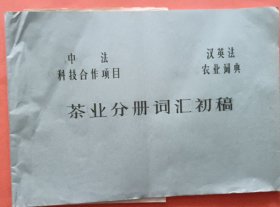 中法
科技合作项目
汉英法
农业词典
茶业分册词汇初稿